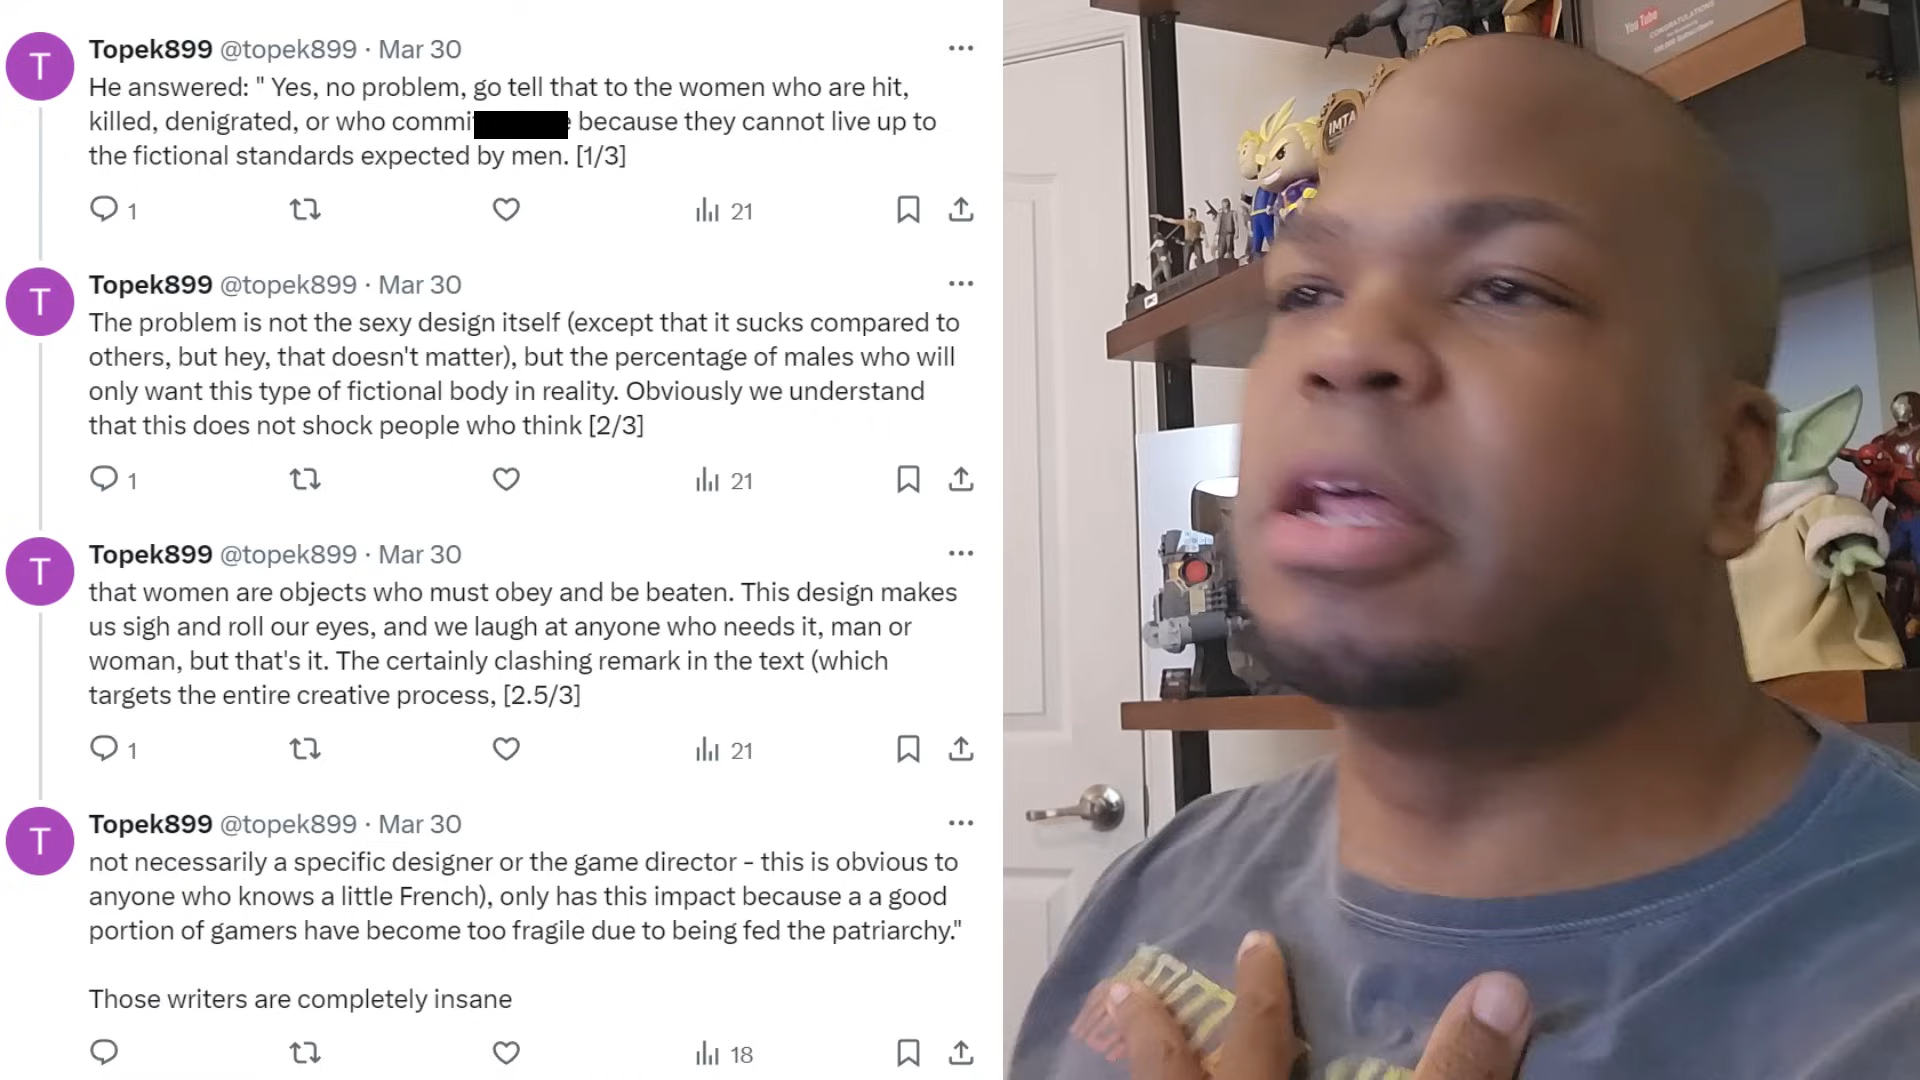 Topek899 @topek899 · Mar 30
He answered: " Yes, no problem, go tell that to the women who are hit,
killed, denigrated, or who commi because they cannot live up to
the fictional standards expected by men. [1/3]
1 21
Topek899 @topek899 · Mar 30
The problem is not the sexy design itself (except that it sucks compared to
others, but hey, that doesn't matter), but the percentage of males who will
only want this type of fictional body in reality. Obviously we understand
that this does not shock people who think [2/3]
1 21
Topek899 @topek899 · Mar 30
that women are objects who must obey and be beaten. This design makes
us sigh and roll our eyes, and we laugh at anyone who needs it, man or
woman, but that's it. The certainly clashing remark in the text (which
targets the entire creative process, [2.5/3]
1 21
Topek899 @topek899 · Mar 30
not necessarily a specific designer or the game director - this is obvious to
anyone who knows a little French), only has this impact because a a good
portion of gamers have become too fragile due to being fed the patriarchy."
Those writers are completely insane
18
T
T
T
T
YouTube
CONGRATULATIONS
IMTA